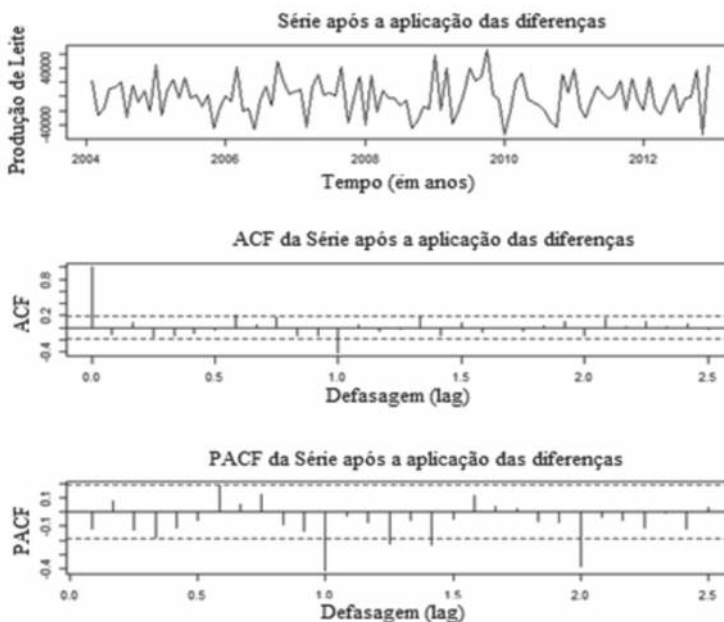 Série após a aplicação das diferenças
Produção de Leite
40000
-40000
2004
2006
2008
2010
2012
Tempo (ém anos)
ACF da Série após a aplicação das diferenças
ACF
0.8
0.2
-0.4
0.0
0.5
1.0
1.5
2.0
2.5
Defasagem (lag)
PACF da Série após a aplicação das diferenças
PACF
0.1
-0.1
-0.4
0.0
0.5
1.0
1.5
2.0
2.5
Defasagem (lag)